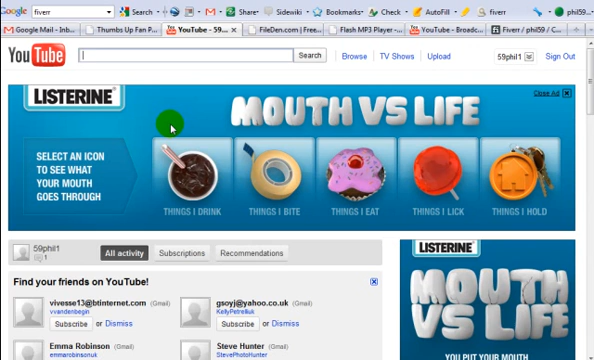 Google fiverr Search Share Sidewiki Bookmarks Check AutoFill fiverr phil59...
Google Mail - Inb... Thumbs Up Fan P... YouTube - 59... FileDen.com | Free... Flash MP3 Player -... YouTube - Broadc... Fiverr / phil59 / C...
YouTube Search Browse TV Shows Upload 59phil1 Sign Out
Close Ad
LISTERINE
MOUTH VS LIFE
SELECT AN ICON
TO SEE WHAT
YOUR MOUTH
GOES THROUGH
THINGS I DRINK THINGS I BITE THINGS I EAT THINGS I LICK THINGS I HOLD
59phil1
1
All activity Subscriptions Recommendations
Find your friends on YouTube!
vivesse13@btinternet.com (Gmail)
vvandenbegin
Subscribe or Dismiss
gsoyj@yahoo.co.uk (Gmail)
KellyPetrelliuk
Subscribe or Dismiss
Emma Robinson (Gmail)
emmarobinsonuk
Steve Hunter (Gmail)
StevePhotoHunter
LISTERINE
MOUTH
VS LIFE
YOU PUT YOUR MOUTH